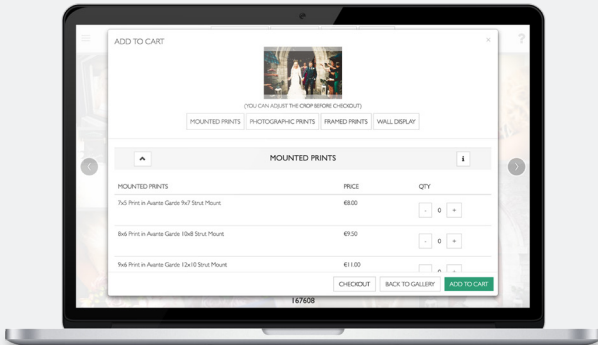 ADD TO CART ×
?
(YOU CAN ADJUST THE CROP BEFORE CHECKOUT)
MOUNTED PRINTS PHOTOGRAPHIC PRINTS FRAMED PRINTS WALL DISPLAY
MOUNTED PRINTS i
MOUNTED PRINTS PRICE QTY
7x5 Print in Avante Garde 9x7 Strut Mount €8.00 - 0 +
8x6 Print in Avante Garde 10x8 Strut Mount €9.50 - 0 +
9x6 Print in Avante Garde 12x10 Strut Mount €11.00 - 0 +
CHECKOUT BACK TO GALLERY ADD TO CART
167608